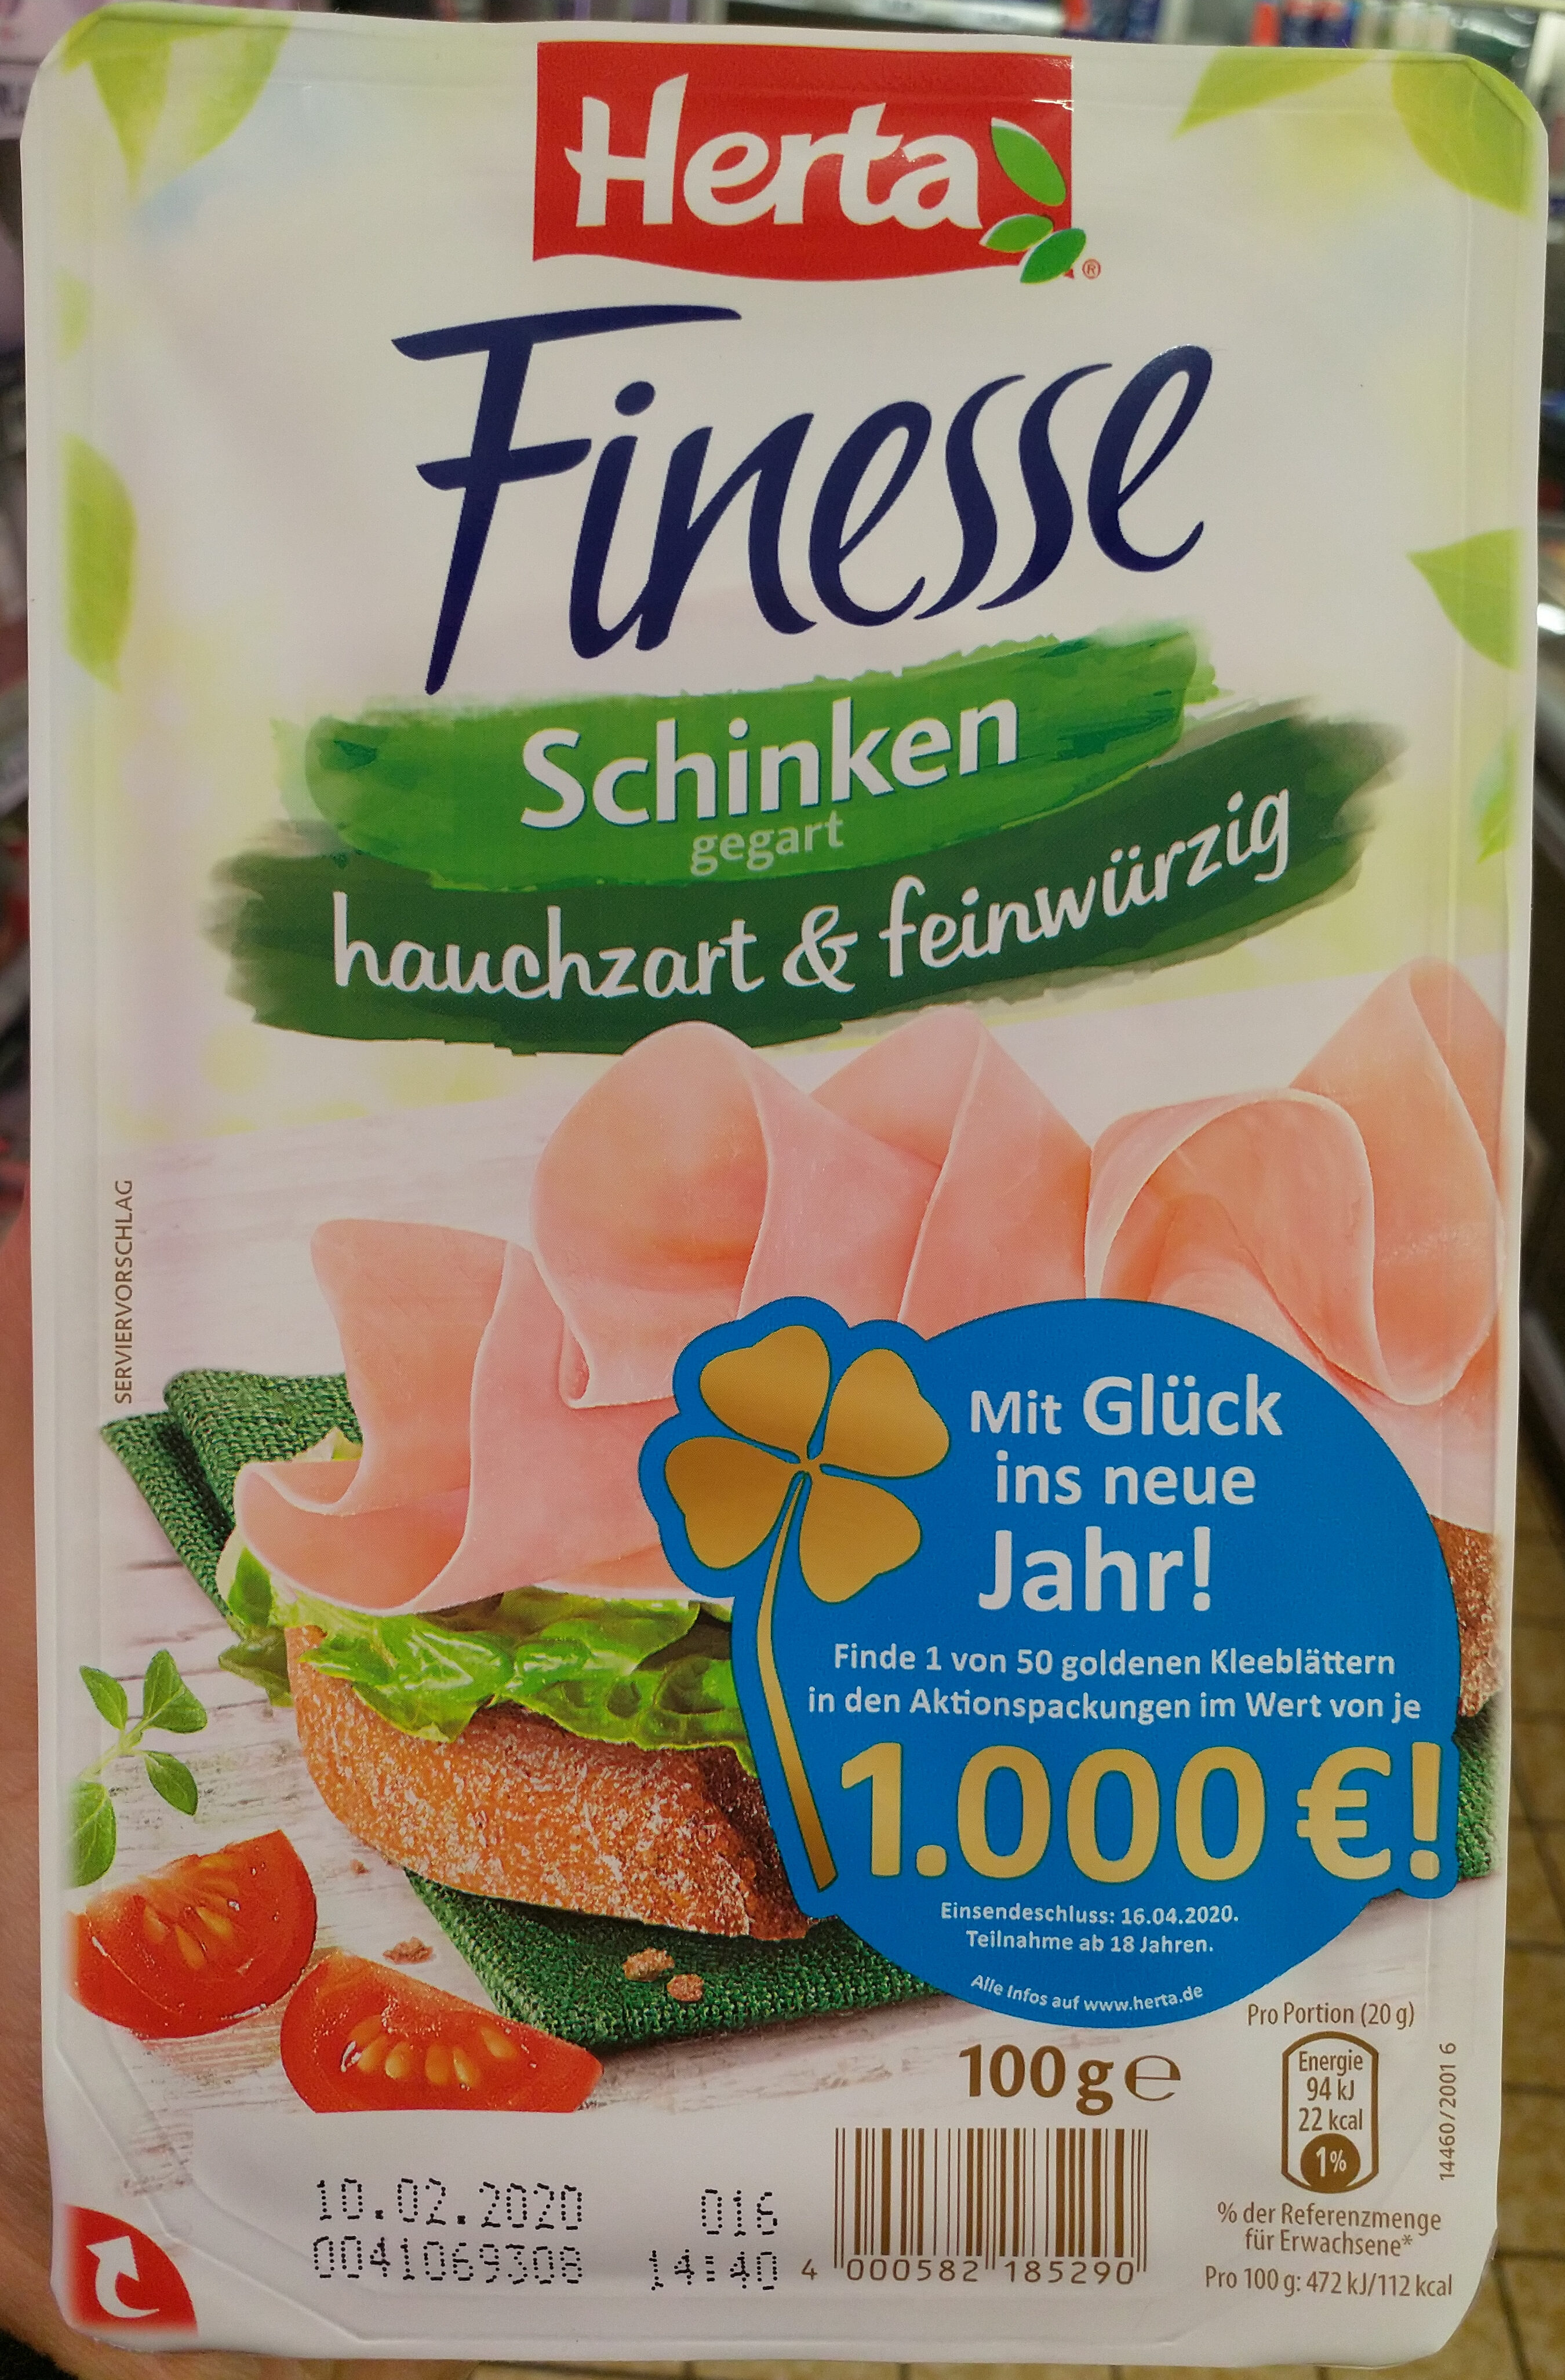 Herta
®
Finesse
Schinken
gegart
hauchzart & feinwürzig
SERVIERVORSCHLAG
Mit Glück
ins neue
Jahr!
Finde 1 von 50 goldenen Kleeblättern
in den Aktionspackungen im Wert von je
1.000 €!
Einsendeschluss: 16.04.2020.
Teilnahme ab 18 Jahren.
Alle Infos auf www.herta.de
Pro Portion (20 g)
100 g ℮
Energie
94 kJ
22 kcal
1%
14460/2001 6
% der Referenzmenge
für Erwachsene*
Pro 100 g: 472 kJ/112 kcal
10.02.2020 016
0041069308 14:40
4 000582 185290